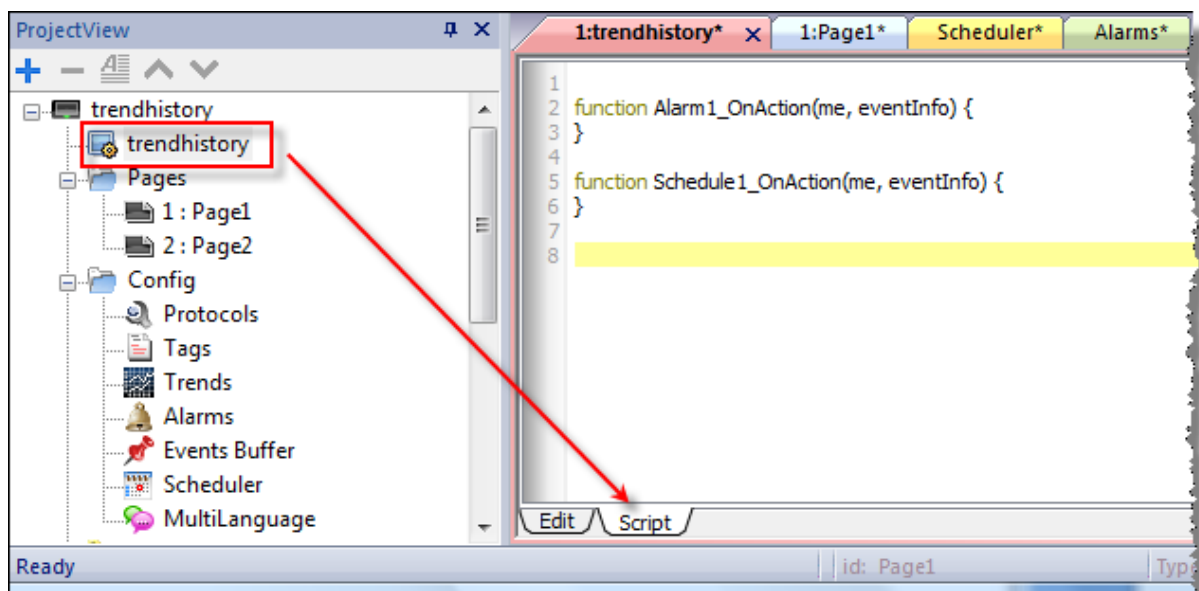 ProjectView
1:trendhistory* 1:Page1* Scheduler* Alarms*
trendhistory
trendhistory
Pages
1 : Page1
2 : Page2
Config
Protocols
Tags
Trends
Alarms
Events Buffer
Scheduler
MultiLanguage
1
2 function Alarm1_OnAction(me, eventInfo) {
3 }
4
5 function Schedule1_OnAction(me, eventInfo) {
6 }
7
8
Edit Script
Ready id: Page1 Typ